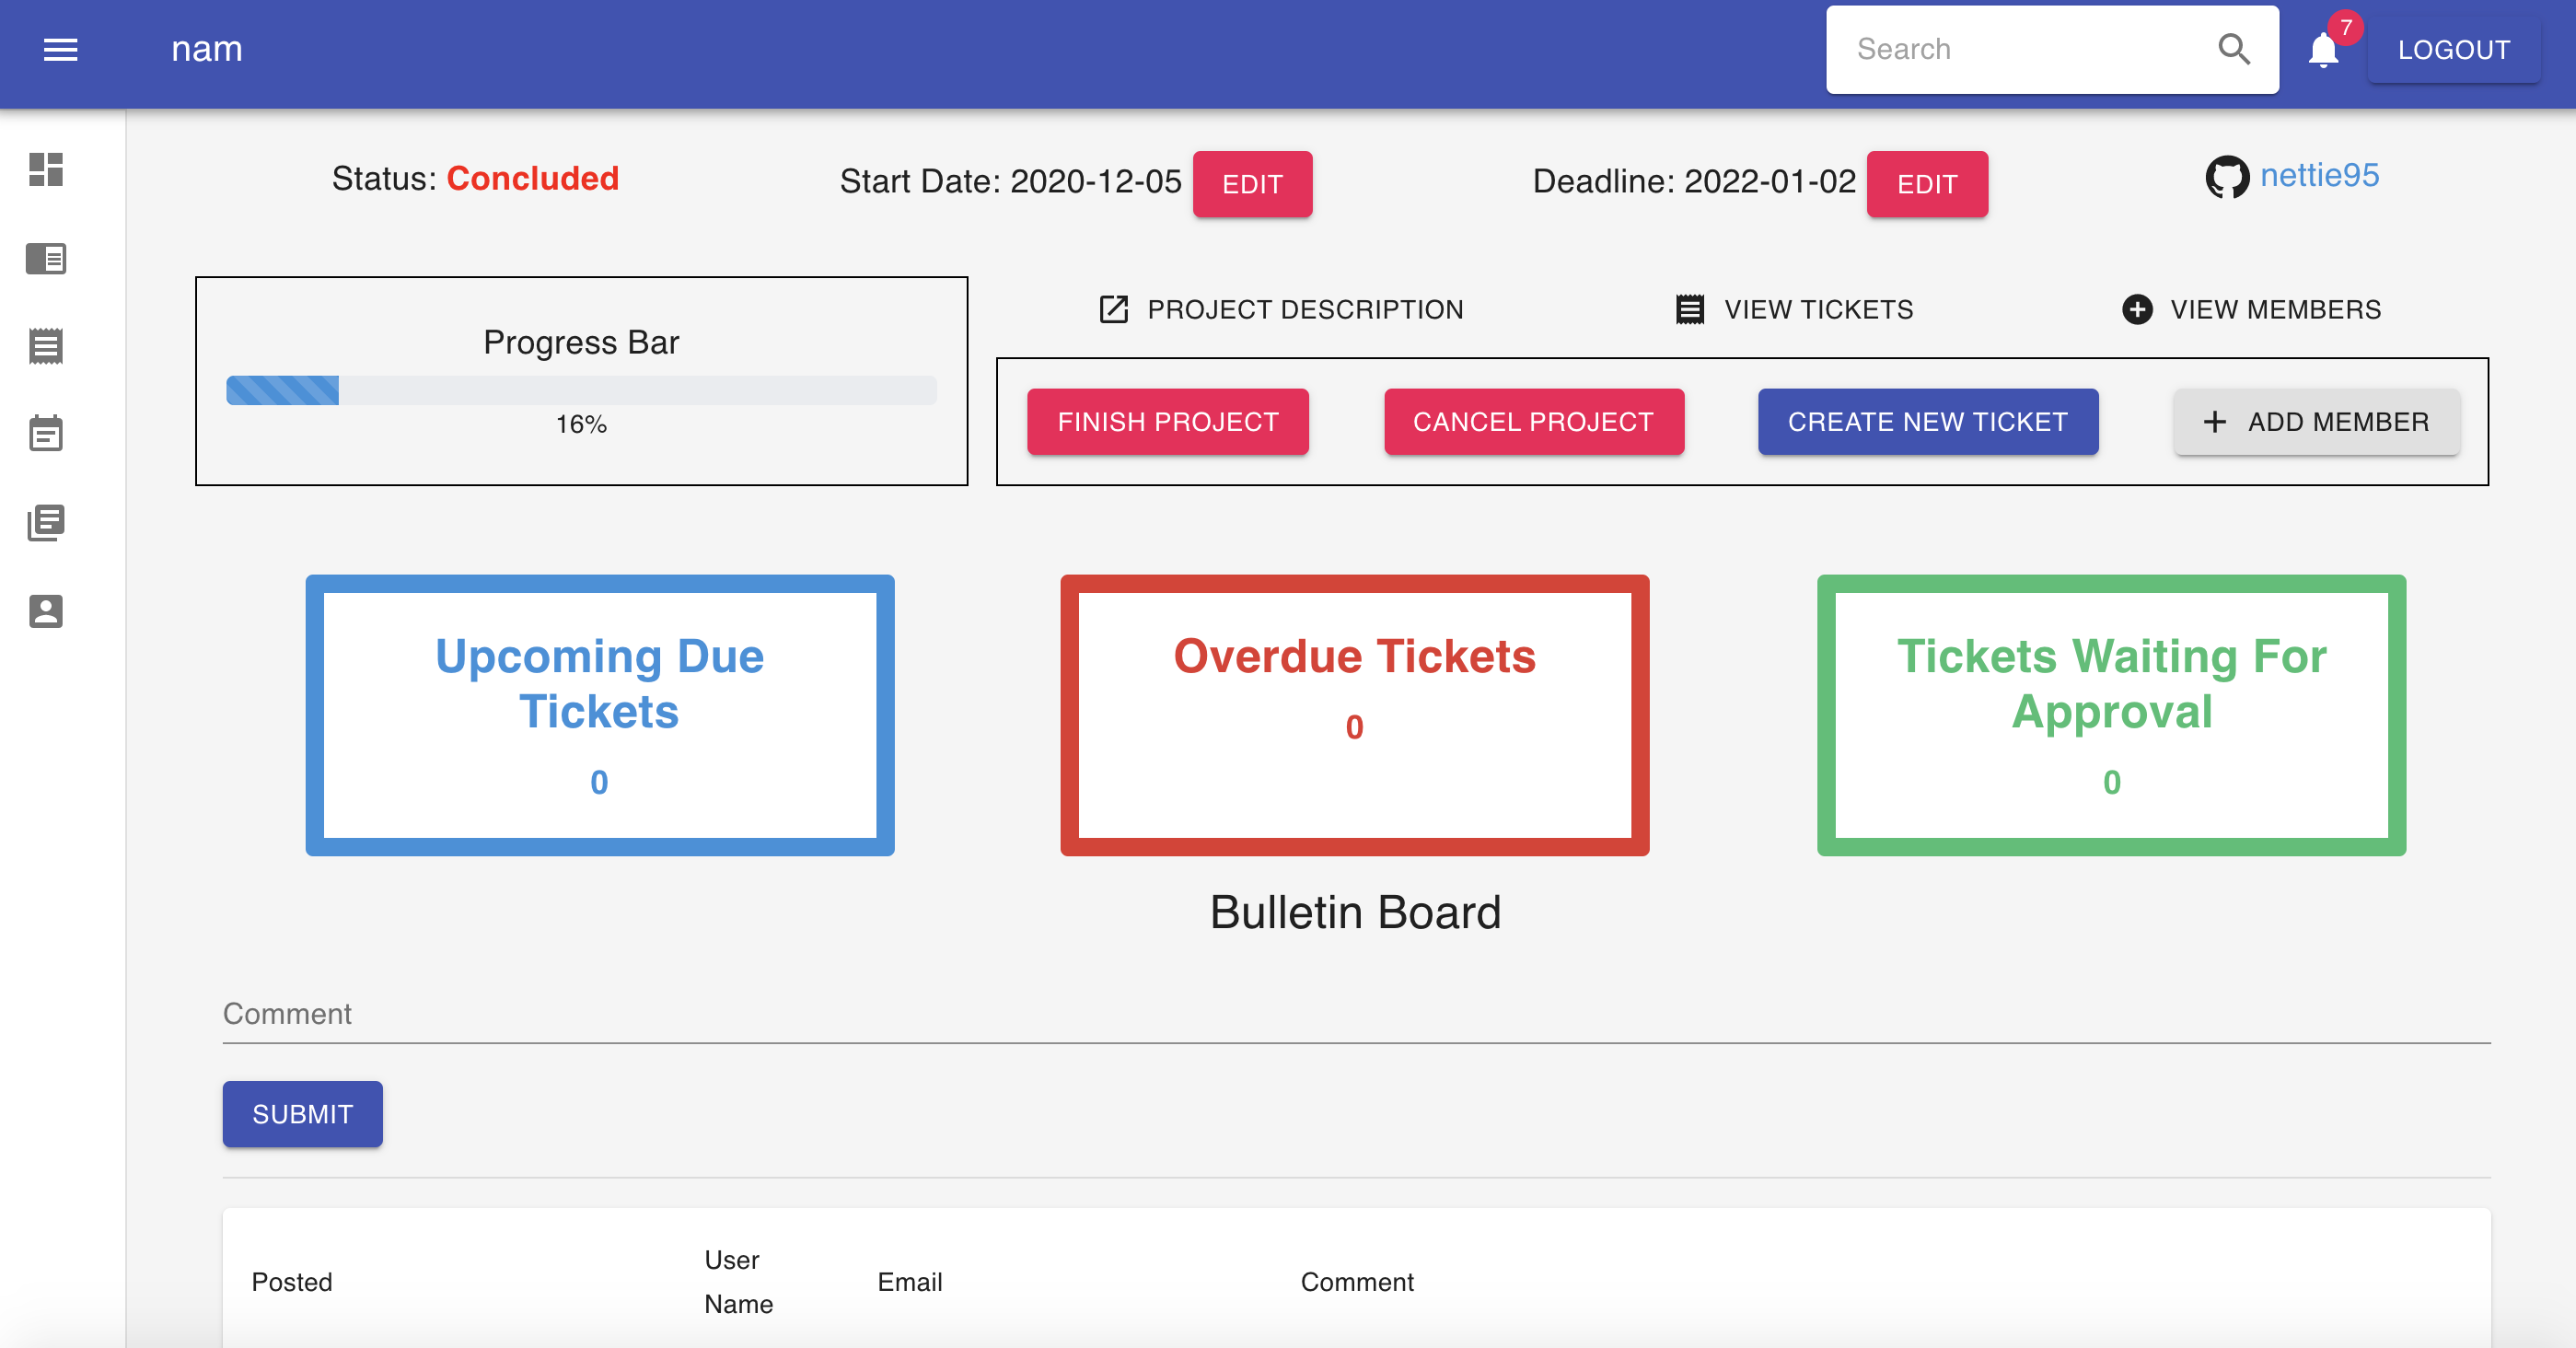 nam
Search
7
LOGOUT
Status: Concluded
Start Date: 2020-12-05
EDIT
Deadline: 2022-01-02
EDIT
nettie95
Progress Bar
16%
PROJECT DESCRIPTION
VIEW TICKETS
VIEW MEMBERS
FINISH PROJECT
CANCEL PROJECT
CREATE NEW TICKET
ADD MEMBER
Upcoming Due
Tickets
0
Overdue Tickets
0
Tickets Waiting For
Approval
0
Bulletin Board
Comment
SUBMIT
Posted
User
Name
Email
Comment